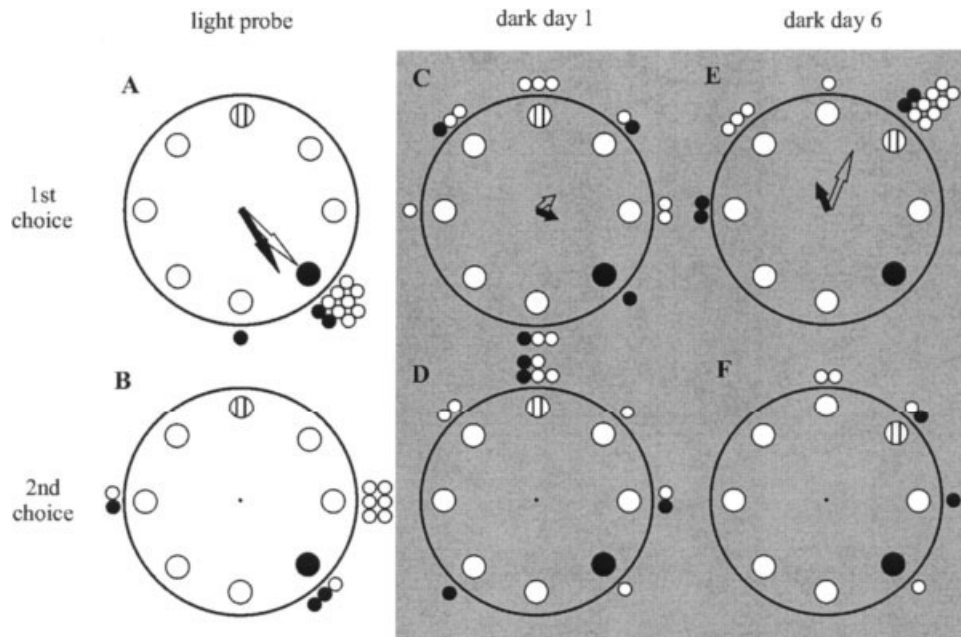 light probe dark day 1 dark day 6
A C E
1st
choice
B D F
2nd
choice